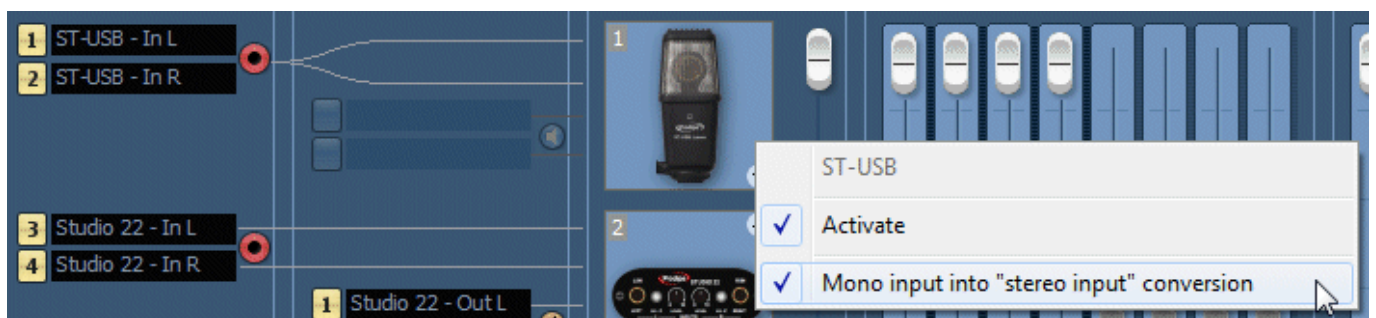 1 ST-USB - In L
2 ST-USB - In R
3 Studio 22 - In L
4 Studio 22 - In R
1 Studio 22 - Out L
1
2
ST-USB
Activate
Mono input into "stereo input" conversion